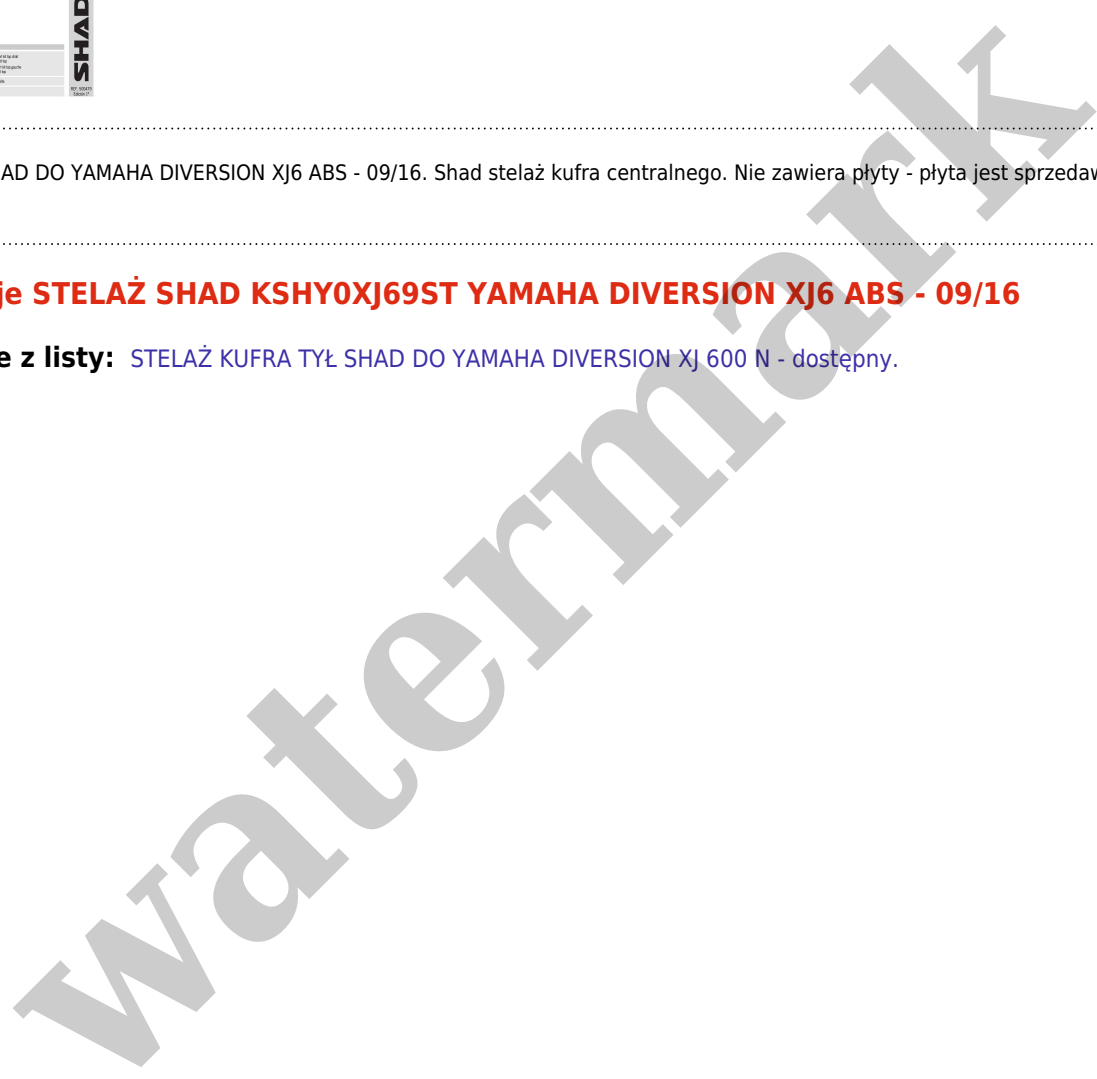 SHAD
AD DO YAMAHA DIVERSION XJ6 ABS - 09/16. Shad stelaż kufra centralnego. Nie zawiera płyty - płyta jest sprzedaw
je STELAŻ SHAD KSHY0XJ69ST YAMAHA DIVERSION XJ6 ABS - 09/16
e z listy: STELAŻ KUFRA TYŁ SHAD DO YAMAHA DIVERSION XJ 600 N - dostępny.
watermark